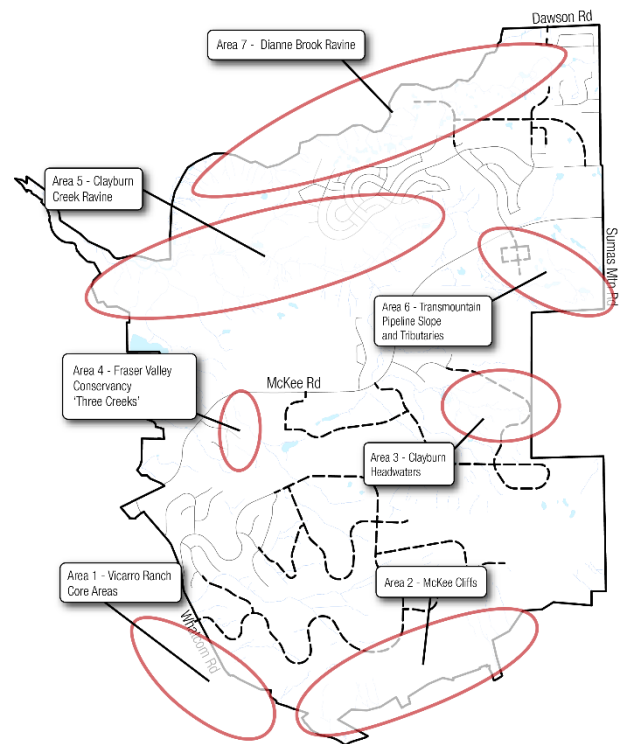 Dawson Rd
Area 7 - Dianne Brook Ravine
Area 5 - Clayburn
Creek Ravine
Sumas Mtn Rd
Area 6 - Transmountain
Pipeline Slope
and Tributaries
Area 4 - Fraser Valley
Conservancy
'Three Creeks'
McKee Rd
Area 3 - Clayburn
Headwaters
Area 1 - Vicarro Ranch
Core Areas
Area 2 - McKee Cliffs
Whatcom Rd